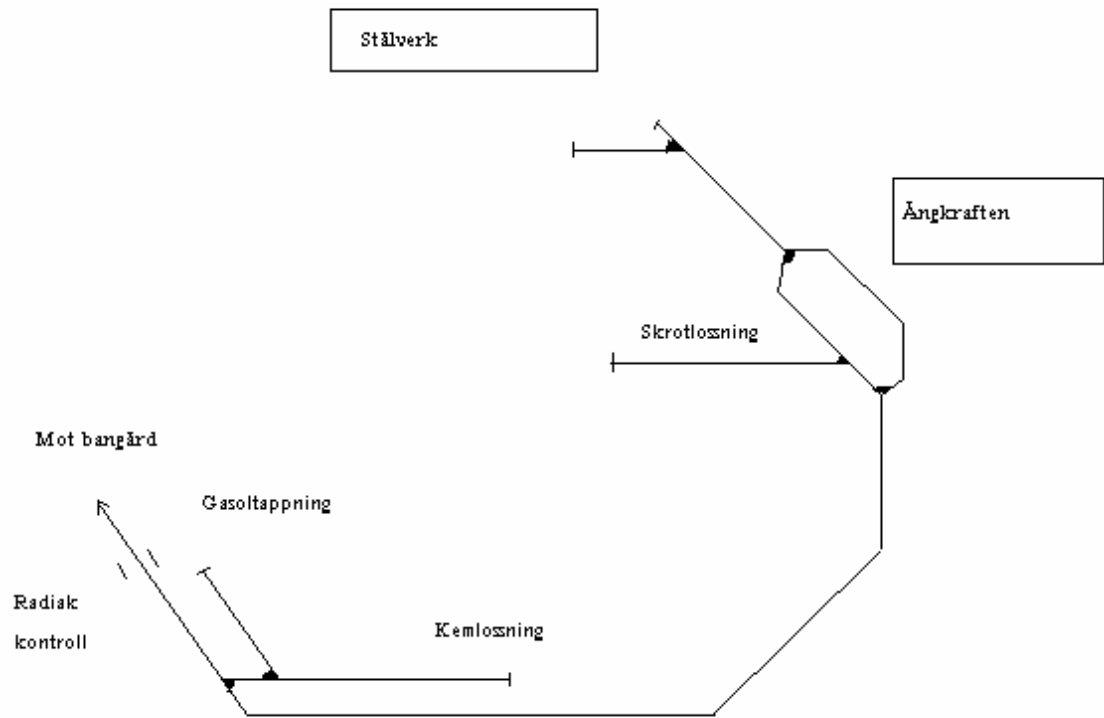 Stålverk
Ångkraften
Skrotlossning
Mot bangård
Gasoltappning
Radiak
kontroll
Kemlossning